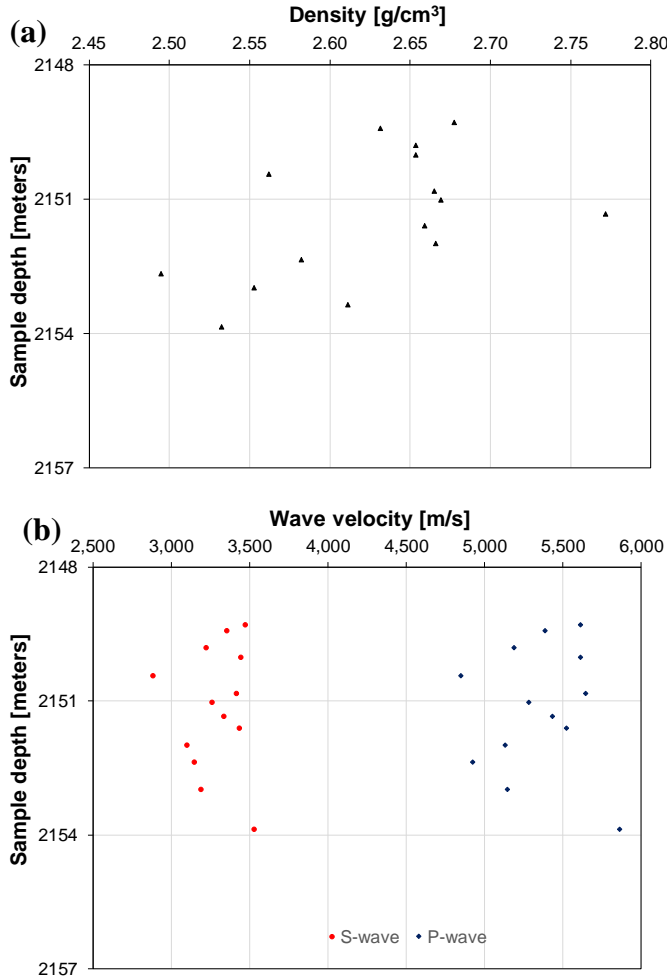 (a)
Density [g/cm³]
2.45 2.50 2.55 2.60 2.65 2.70 2.75 2.80
Sample depth [meters]
2148
2151
2154
2157
(b)
Wave velocity [m/s]
2,500 3,000 3,500 4,000 4,500 5,000 5,500 6,000
Sample depth [meters]
2148
2151
2154
2157
S-wave P-wave